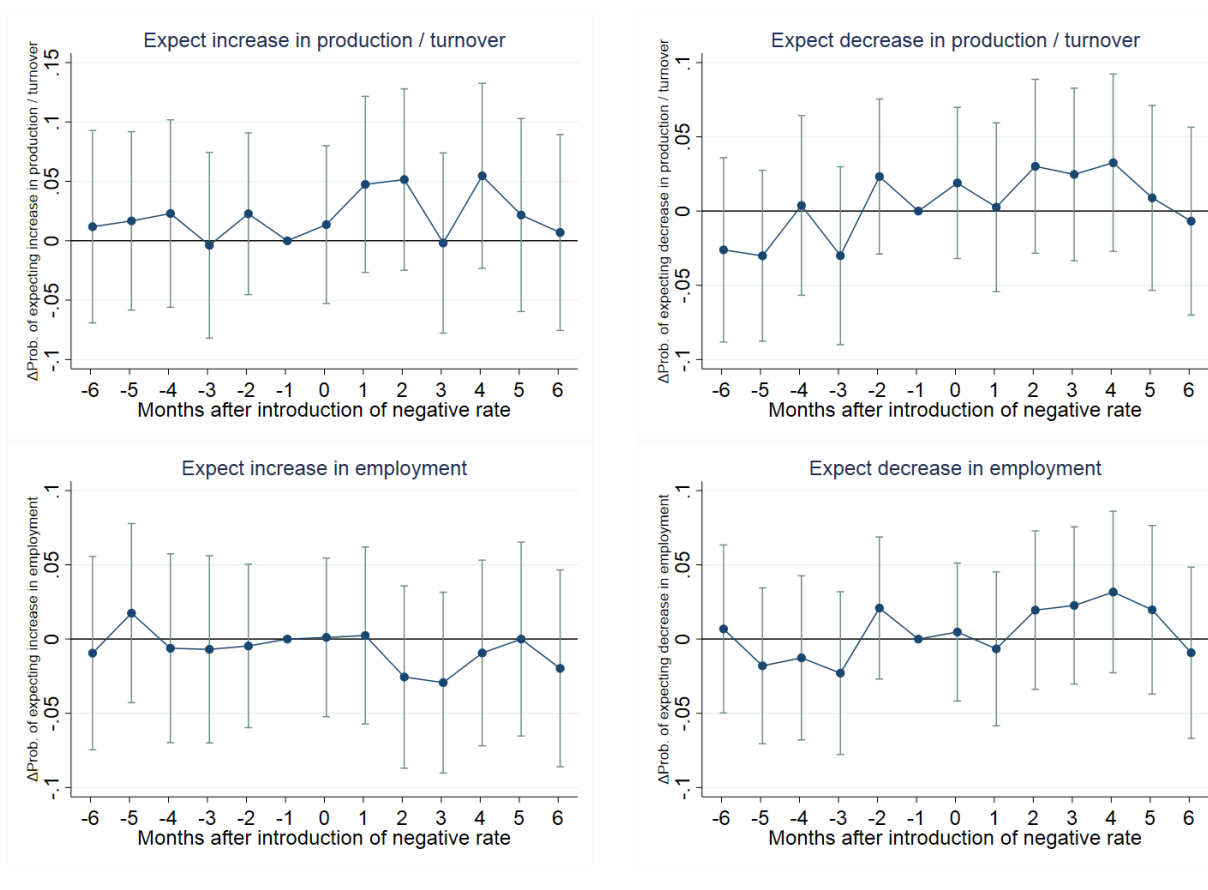 Expect increase in production / turnover
ΔProb. of expecting increase in production / turnover
.15
.1
.05
0
-.05
-.1
-6 -5 -4 -3 -2 -1 0 1 2 3 4 5 6
Months after introduction of negative rate
Expect decrease in production / turnover
ΔProb. of expecting decrease in production / turnover
.1
.05
0
-.05
-.1
-6 -5 -4 -3 -2 -1 0 1 2 3 4 5 6
Months after introduction of negative rate
Expect increase in employment
ΔProb. of expecting increase in employment
.1
.05
0
-.05
-.1
-6 -5 -4 -3 -2 -1 0 1 2 3 4 5 6
Months after introduction of negative rate
Expect decrease in employment
ΔProb. of expecting decrease in employment
.1
.05
0
-.05
-.1
-6 -5 -4 -3 -2 -1 0 1 2 3 4 5 6
Months after introduction of negative rate